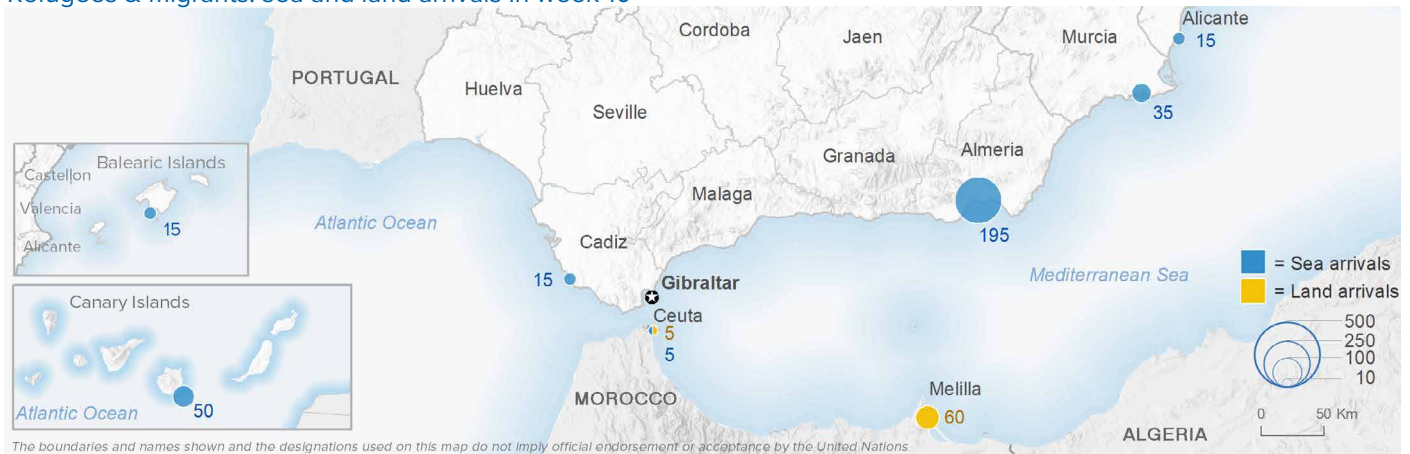 Alicante
15
Cordoba
Jaen
Murcia
PORTUGAL
Huelva
Seville
35
Granada
Almeria
Malaga
195
Balearic Islands
Castellon
Valencia
15
Alicante
Atlantic Ocean
Cadiz
15
Gibraltar
Ceuta
5
5
Mediterranean Sea
= Sea arrivals
= Land arrivals
500
250
100
10
0 50 Km
Canary Islands
Atlantic Ocean
50
MOROCCO
Melilla
60
ALGERIA
The boundaries and names shown and the designations used on this map do not imply official endorsement or acceptance by the United Nations